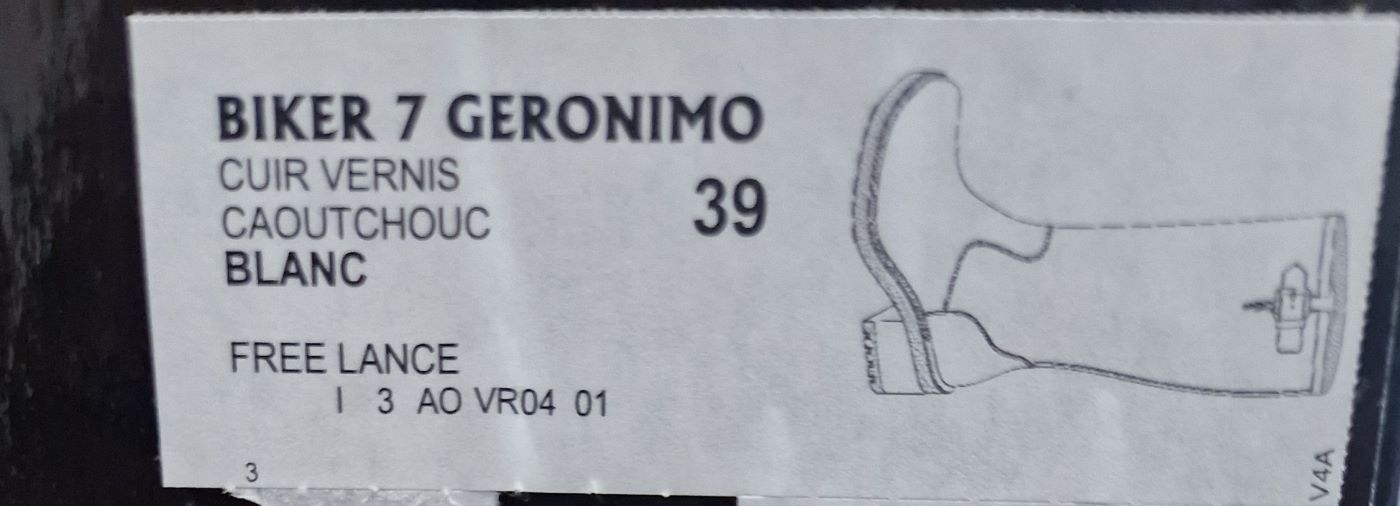 BIKER 7 GERONIMO
CUIR VERNIS
CAOUTCHOUC
39
BLANC
FREE LANCE
I 3 AO VR04 01
3
V4A